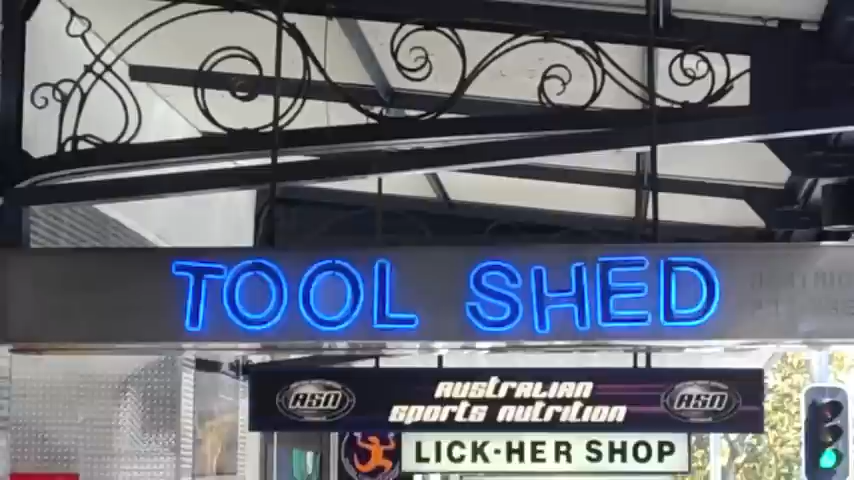 TOOL SHED
ASN
AUSTRALIAN
SPORTS NUTRITION
ASN
LICK-HER SHOP